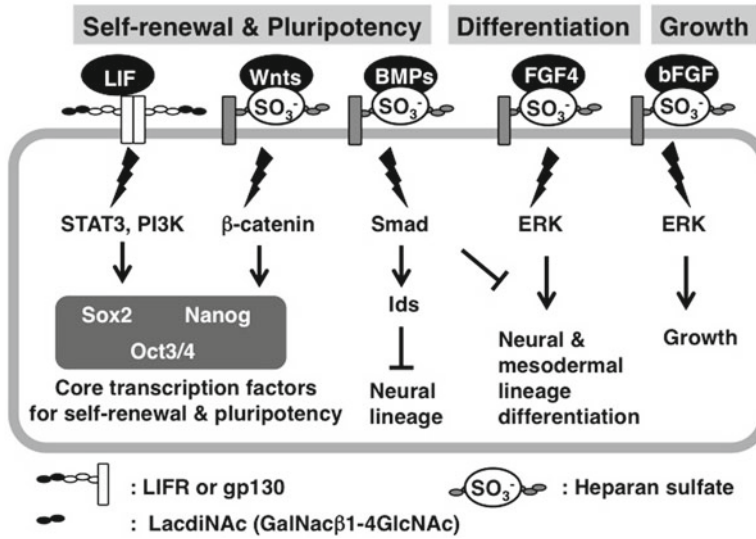 Self-renewal & Pluripotency
Differentiation
Growth
LIF
Wnts
BMPs
FGF4
bFGF
SO3-
SO3-
SO3-
SO3-
STAT3, PI3K
β-catenin
Smad
ERK
ERK
Sox2
Nanog
Oct3/4
Ids
Core transcription factors
for self-renewal & pluripotency
Neural
lineage
Neural &
mesodermal
lineage
differentiation
Growth
: LIFR or gp130
SO3-
: Heparan sulfate
: LacdiNAc (GalNacβ1-4GlcNAc)